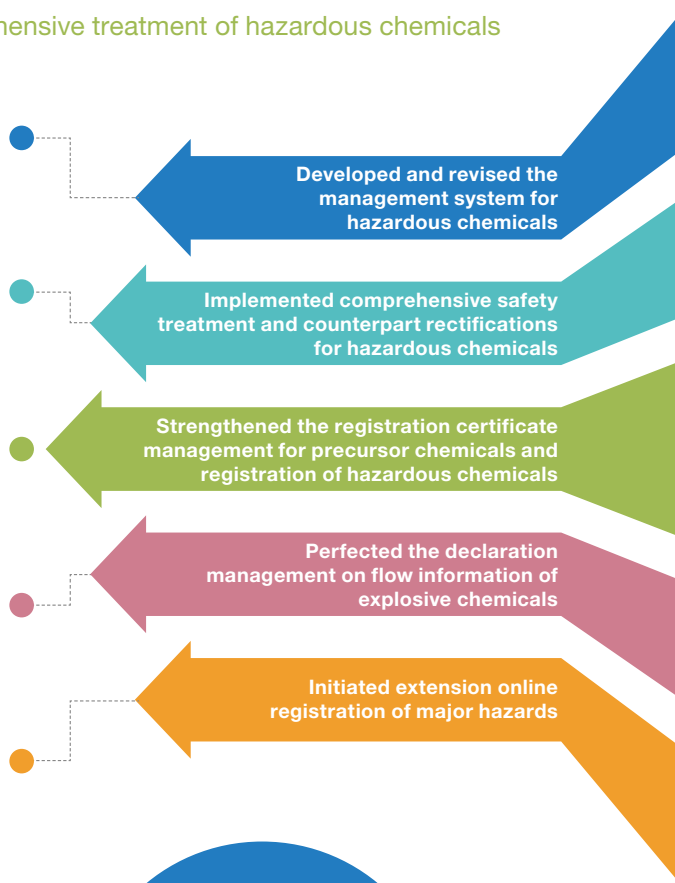 hensive treatment of hazardous chemicals
Developed and revised the
management system for
hazardous chemicals
Implemented comprehensive safety
treatment and counterpart rectifications
for hazardous chemicals
Strengthened the registration certificate
management for precursor chemicals and
registration of hazardous chemicals
Perfected the declaration
management on flow information of
explosive chemicals
Initiated extension online
registration of major hazards